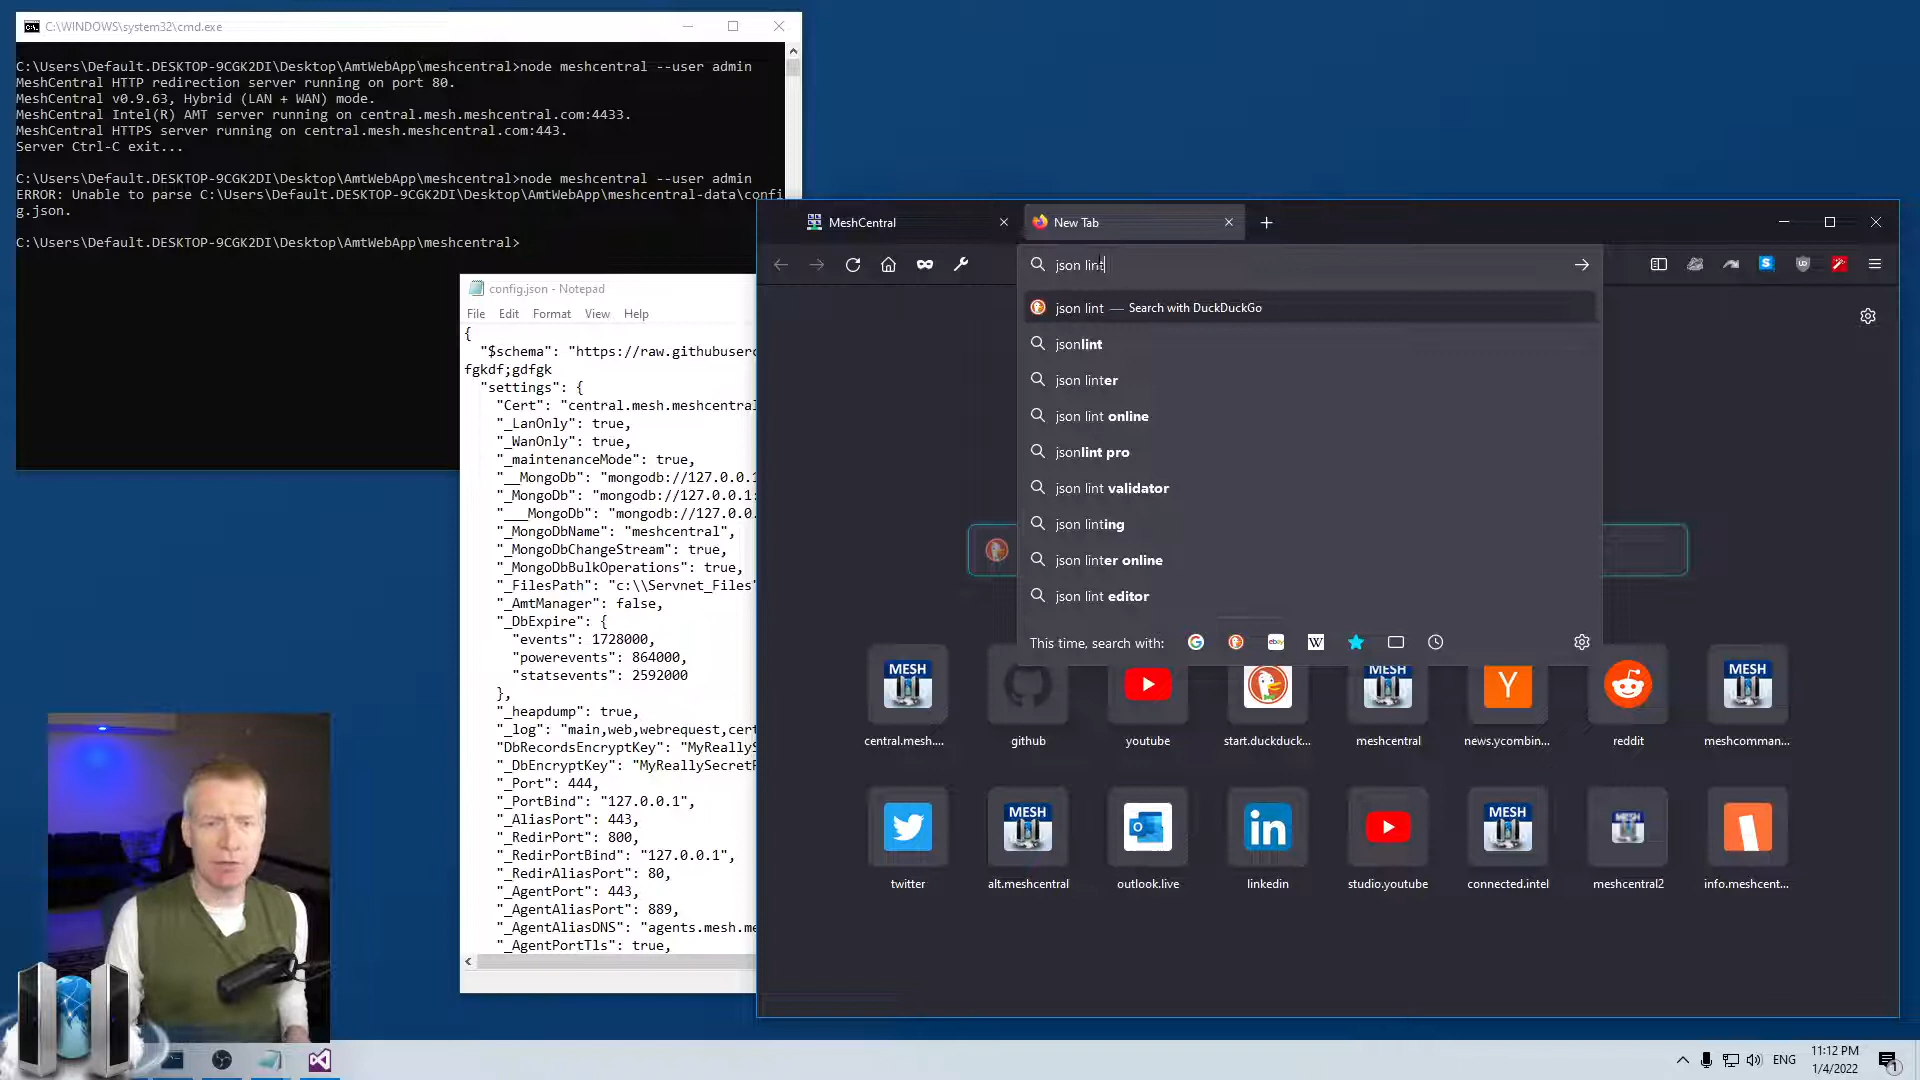 C:\WINDOWS\system32\cmd.exe
C:\Users\Default.DESKTOP-9CGK2DI\Desktop\AmtWebApp\meshcentral>node meshcentral --user admin
MeshCentral HTTP redirection server running on port 80.
MeshCentral v0.9.63, Hybrid (LAN + WAN) mode.
MeshCentral Intel(R) AMT server running on central.mesh.meshcentral.com:4433.
MeshCentral HTTPS server running on central.mesh.meshcentral.com:443.
Server Ctrl-C exit...
C:\Users\Default.DESKTOP-9CGK2DI\Desktop\AmtWebApp\meshcentral>node meshcentral --user admin
ERROR: Unable to parse C:\Users\Default.DESKTOP-9CGK2DI\Desktop\AmtWebApp\meshcentral-data\confi
g.json.
C:\Users\Default.DESKTOP-9CGK2DI\Desktop\AmtWebApp\meshcentral>
config.json - Notepad
File Edit Format View Help
{
"$schema": "https://raw.githubuserc
fgkdf;gdfgk
"settings": {
"Cert": "central.mesh.meshcentral
"_LanOnly": true,
"_WanOnly": true,
"_maintenanceMode": true,
"__MongoDb": "mongodb://127.0.0.1
"_MongoDb": "mongodb://127.0.0.1:
"___MongoDb": "mongodb://127.0.0.
"_MongoDbName": "meshcentral",
"_MongoDbChangeStream": true,
"_MongoDbBulkOperations": true,
"_FilesPath": "c:\\Servnet_Files"
"_AmtManager": false,
"_DbExpire": {
"events": 1728000,
"powerevents": 864000,
"statsevents": 2592000
},
"_heapdump": true,
"_log": "main,web,webrequest,cert
"DbRecordsEncryptKey": "MyReallyS
"_DbEncryptKey": "MyReallySecretP
"_Port": 444,
"_PortBind": "127.0.0.1",
"_AliasPort": 443,
"_RedirPort": 800,
"_RedirPortBind": "127.0.0.1",
"_RedirAliasPort": 80,
"_AgentPort": 443,
"_AgentAliasPort": 889,
"_AgentAliasDNS": "agents.mesh.me
"_AgentPortTls": true,
MeshCentral
New Tab
json lint
json lint — Search with DuckDuckGo
jsonlint
json linter
json lint online
jsonlint pro
json lint validator
json linting
json linter online
json lint editor
This time, search with:
MESH
MESH
MESH
central.mesh....
github
youtube
start.duckduck...
meshcentral
news.ycombin...
reddit
meshcomman...
MESH
MESH
twitter
alt.meshcentral
outlook.live
linkedin
studio.youtube
connected.intel
meshcentral2
info.meshcent...
ENG
11:12 PM
1/4/2022
1